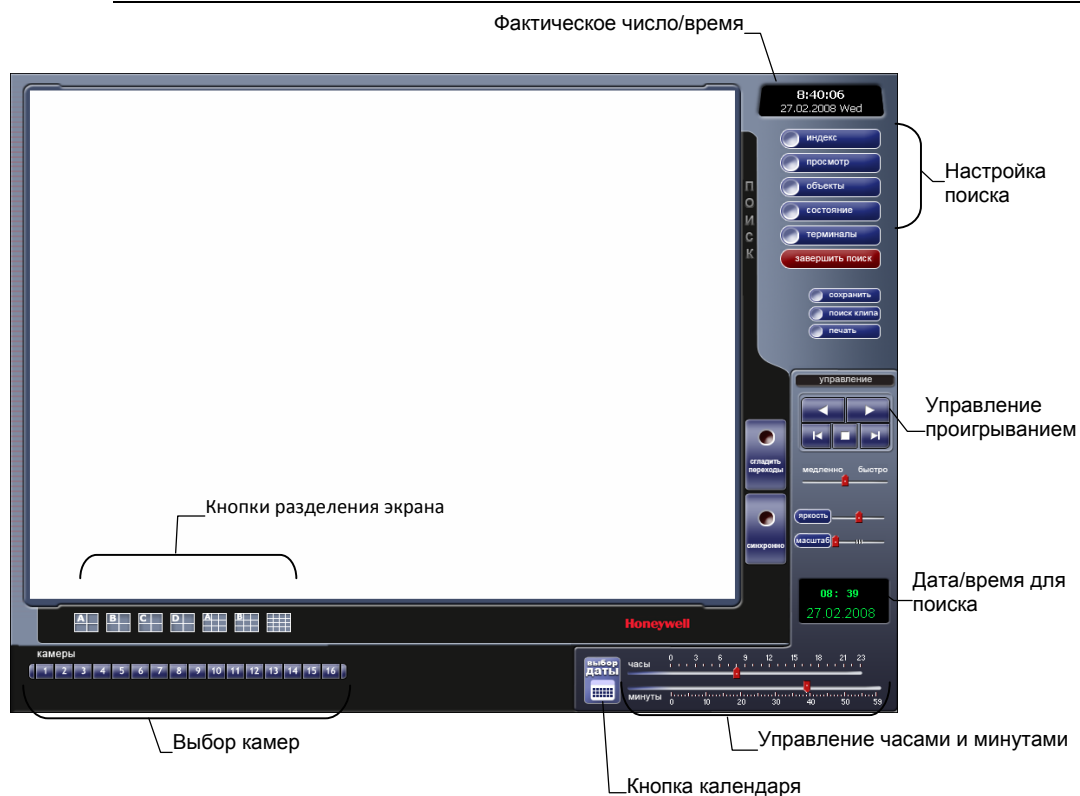 Фактическое число/время
8:40:06
27.02.2008 Wed
индекс
просмотр
объекты
состояние
терминалы
завершить поиск
Настройка
поиска
ПОИСК
сохранить
поиск клипа
печать
управление
Управление
проигрыванием
сгладить
переходы
медленно быстро
яркость
масштаб
синхронно
Кнопки разделения экрана
Дата/время для
поиска
08: 39
27.02.2008
A B C D A B
Honeywell
камеры
1 2 3 4 5 6 7 8 9 10 11 12 13 14 15 16
выбор
даты
часы 0 3 6 9 12 15 18 21 23
минуты 0 10 20 30 40 50 59
Выбор камер
Управление часами и минутами
Кнопка календаря